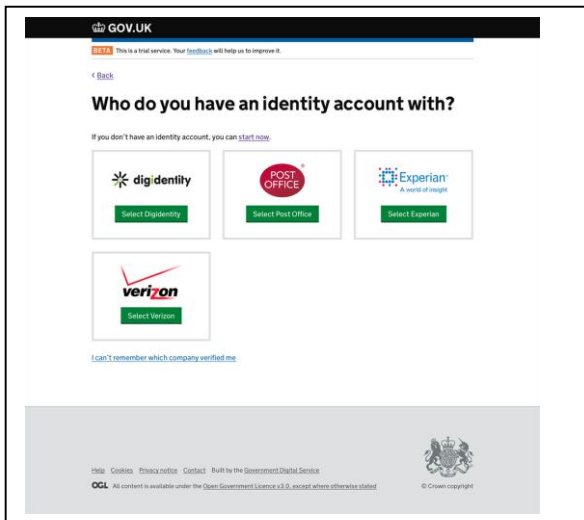 GOV.UK
BETA This is a trial service. Your feedback will help us to improve it.
Back
Who do you have an identity account with?
If you don't have an identity account, you can start now.
digidentity
Select Digidentity
POST
OFFICE
Select Post Office
Experian
A world of insight
Select Experian
verizon
Select Verizon
I can't remember which company verified me
Help Cookies Privacy notice Contact Built by the Government Digital Service
OGL All content is available under the Open Government Licence v3.0, except where otherwise stated
© Crown copyright